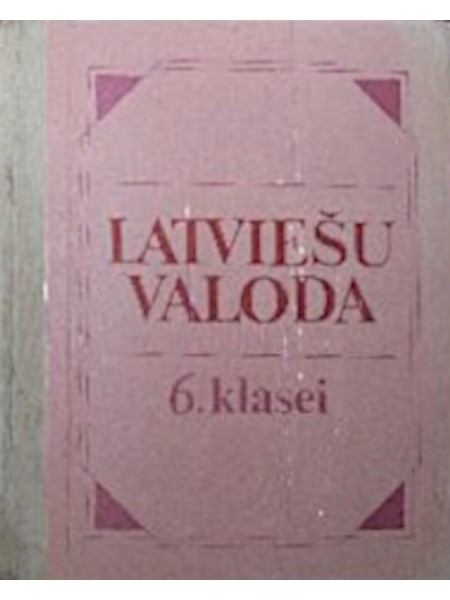 LATVIEŠU
VALODA
6. klasei